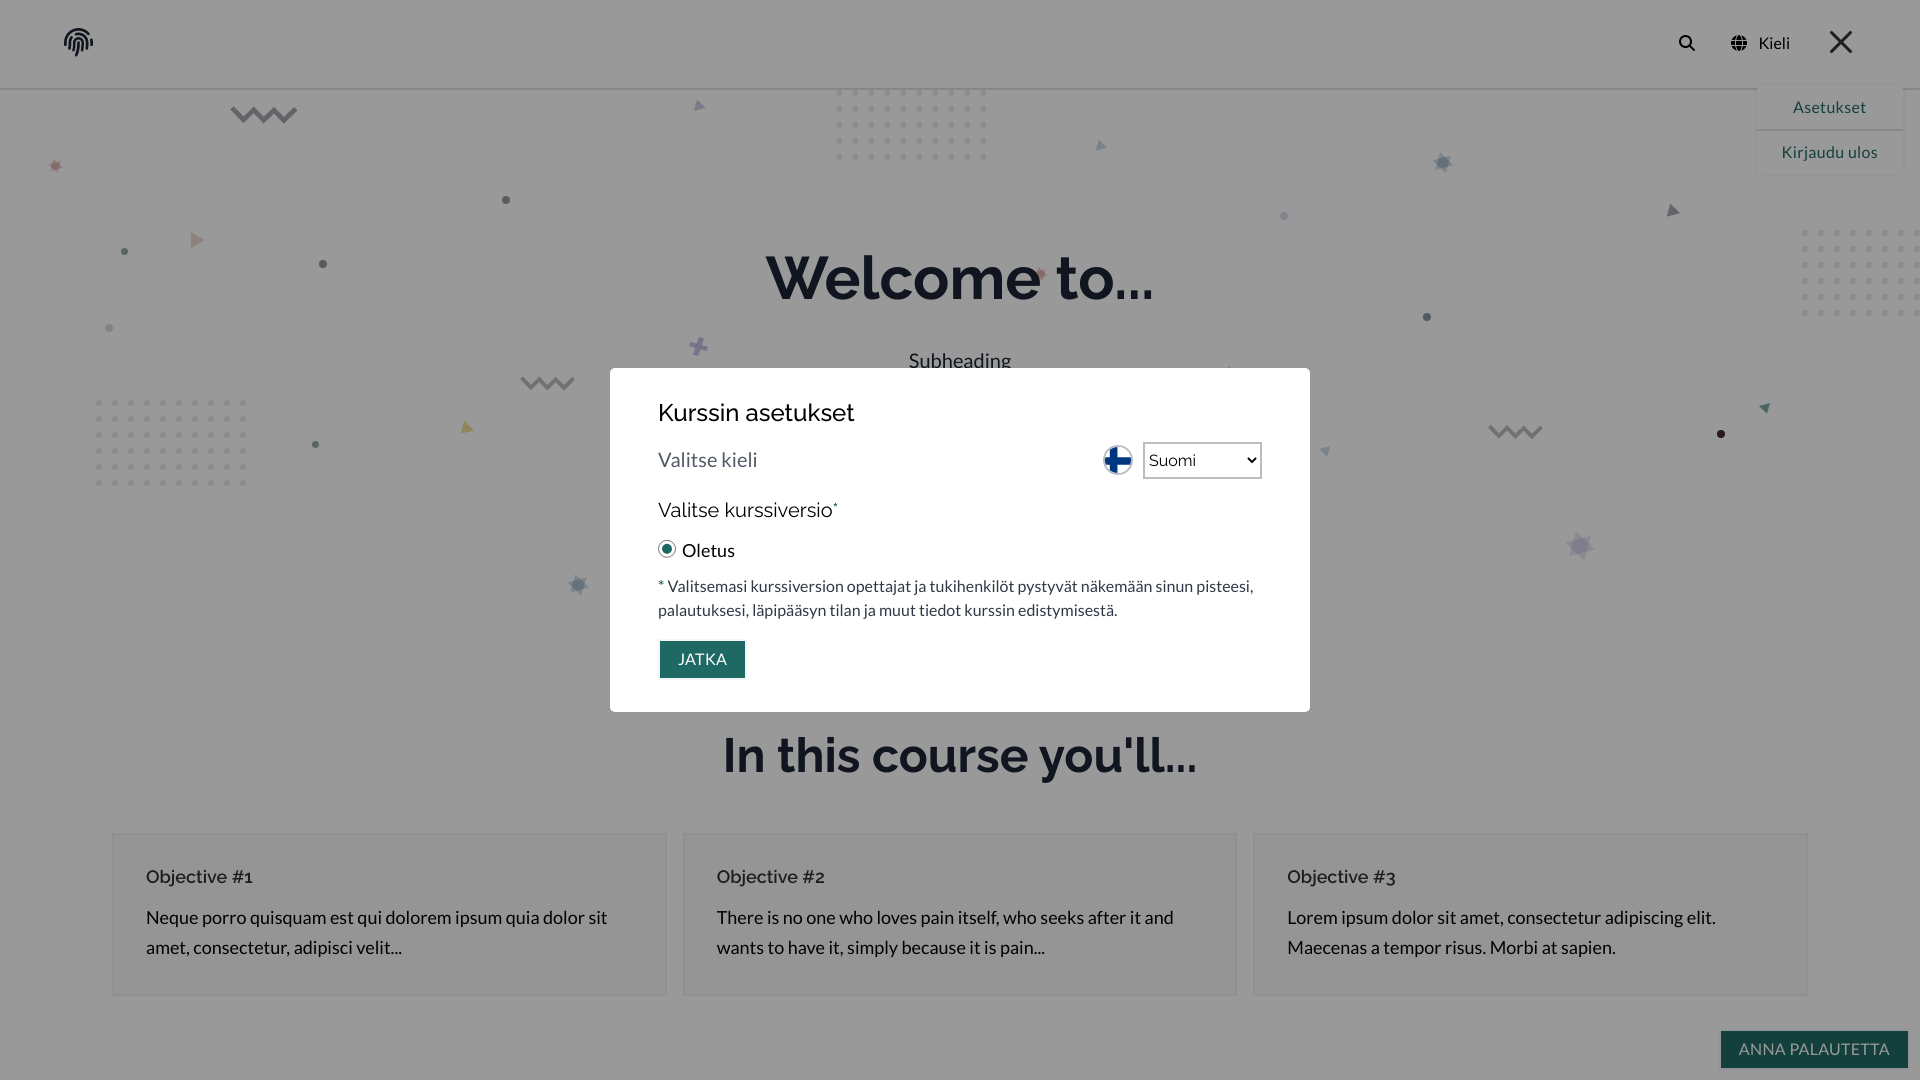 Kieli
Asetukset
Kirjaudu ulos
Welcome to...
Subheading
Kurssin asetukset
Valitse kieli
Suomi
Valitse kurssiversio*
Oletus
* Valitsemasi kurssiversion opettajat ja tukihenkilöt pystyvät näkemään sinun pisteesi,
palautuksesi, läpipääsyn tilan ja muut tiedot kurssin edistymisestä.
JATKA
In this course you'll...
Objective #1
Neque porro quisquam est qui dolorem ipsum quia dolor sit
amet, consectetur, adipisci velit...
Objective #2
There is no one who loves pain itself, who seeks after it and
wants to have it, simply because it is pain...
Objective #3
Lorem ipsum dolor sit amet, consectetur adipiscing elit.
Maecenas a tempor risus. Morbi at sapien.
ANNA PALAUTETTA